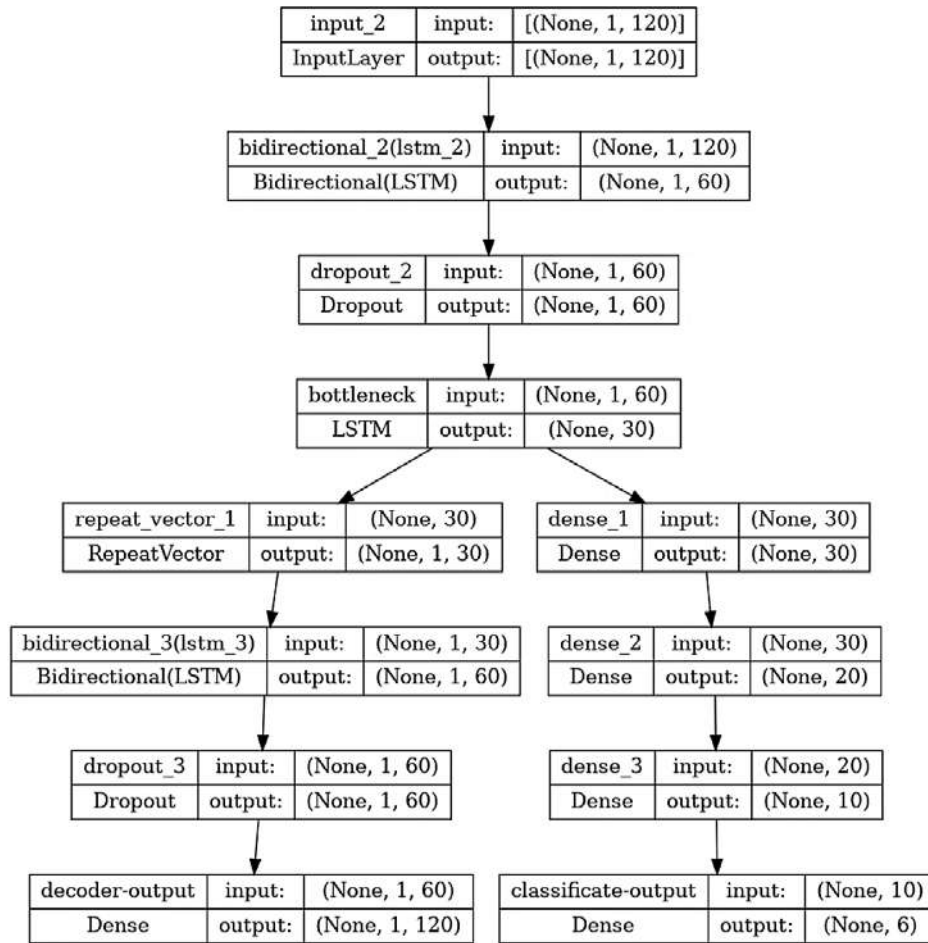 input_2 input: [(None, 1, 120)]
InputLayer output: [(None, 1, 120)]
bidirectional_2(lstm_2) input: (None, 1, 120)
Bidirectional(LSTM) output: (None, 1, 60)
dropout_2 input: (None, 1, 60)
Dropout output: (None, 1, 60)
bottleneck input: (None, 1, 60)
LSTM output: (None, 30)
repeat_vector_1 input: (None, 30)
RepeatVector output: (None, 1, 30)
dense_1 input: (None, 30)
Dense output: (None, 30)
bidirectional_3(lstm_3) input: (None, 1, 30)
Bidirectional(LSTM) output: (None, 1, 60)
dense_2 input: (None, 30)
Dense output: (None, 20)
dropout_3 input: (None, 1, 60)
Dropout output: (None, 1, 60)
dense_3 input: (None, 20)
Dense output: (None, 10)
decoder-output input: (None, 1, 60)
Dense output: (None, 1, 120)
classificate-output input: (None, 10)
Dense output: (None, 6)